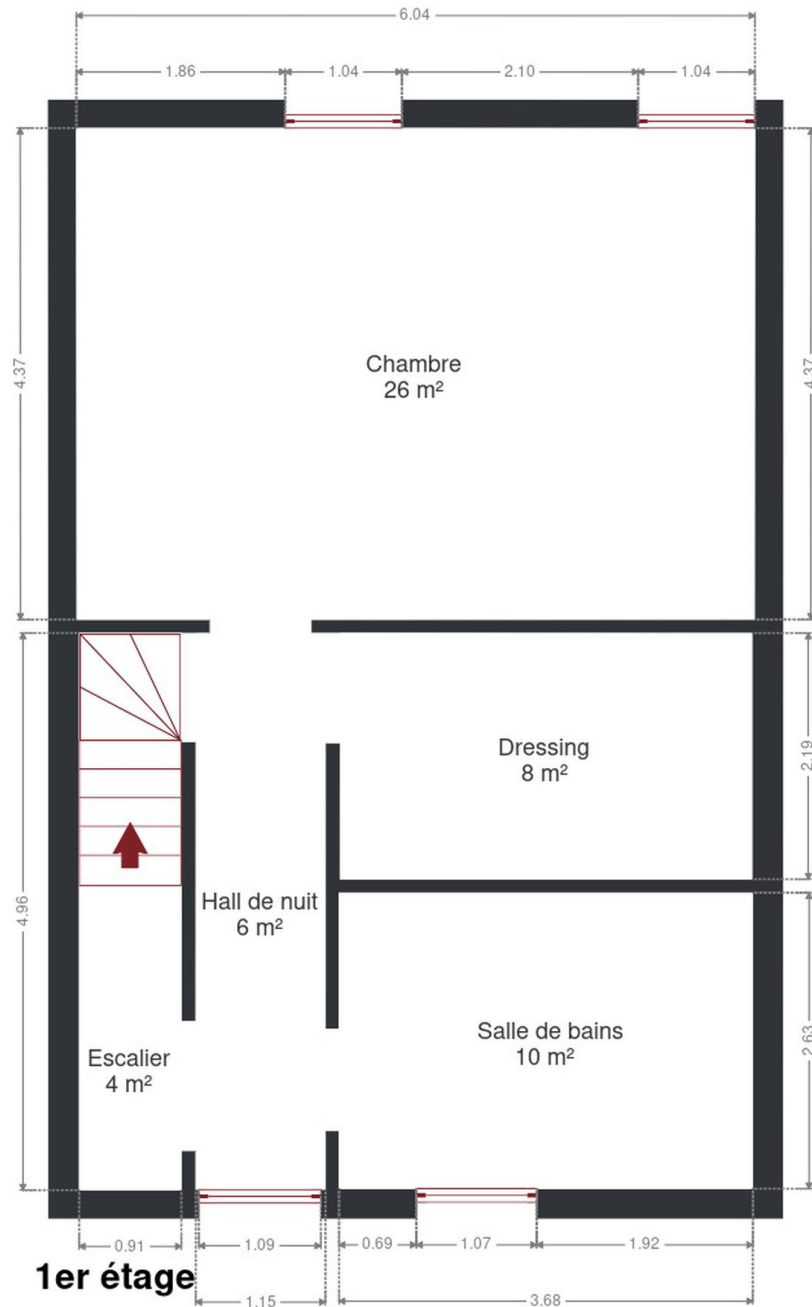 6.04
1.86 1.04 2.10 1.04
4.37
4.37
Chambre
26 m²
Dressing
8 m²
2.19
4.96
Hall de nuit
6 m²
Salle de bains
10 m²
2.63
Escalier
4 m²
0.91 1.09 0.69 1.07 1.92
1er étage
1.15 3.68